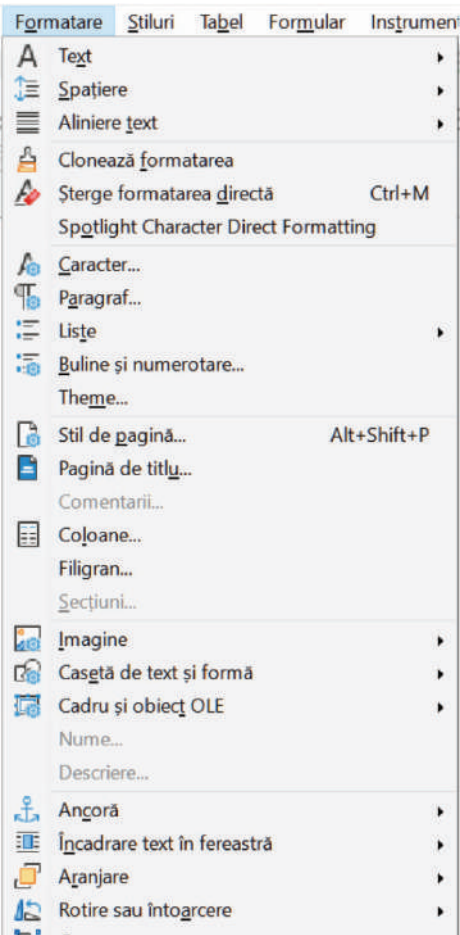 Formatare Stiluri Tabel Formular Instrument
Text
Spațiere
Aliniere text
Clonează formatarea
Șterge formatarea directă Ctrl+M
Spotlight Character Direct Formatting
Caracter...
Paragraf...
Liste
Buline și numerotare...
Theme...
Stil de pagină... Alt+Shift+P
Pagină de titlu...
Comentarii...
Coloane...
Filigran...
Secțiuni...
Imagine
Casetă de text și formă
Cadru și obiect OLE
Nume...
Descriere...
Ancoră
Încadrare text în fereastră
Aranjare
Rotire sau întoarcere